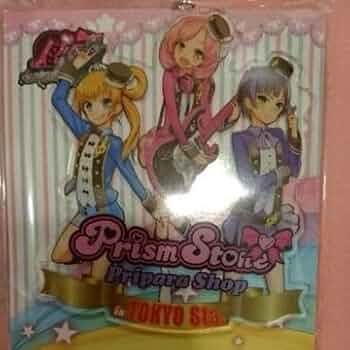 Prism Stone
Pripara Shop
in TOKYO Sta.